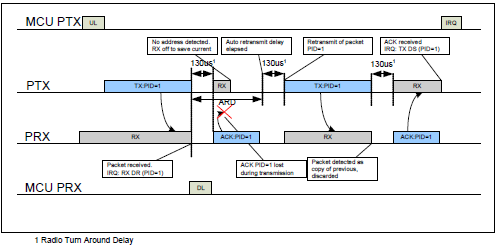 MCU PTX
UL
IRQ
No address detected.
RX off to save current
Auto retransmit delay
elapsed
Retransmit of packet
PID=1
ACK received
IRQ: TX DS (PID=1)
130us1
130us1
130us1
PTX
TX:PID=1
RX
TX:PID=1
RX
ARD
PRX
RX
ACK:PID=1
RX
ACK:PID=1
Packet received.
IRQ: RX DR (PID=1)
ACK PID=1 lost
during transmission
Packet detected as
copy of previous,
discarded
MCU PRX
DL
1 Radio Turn Around Delay